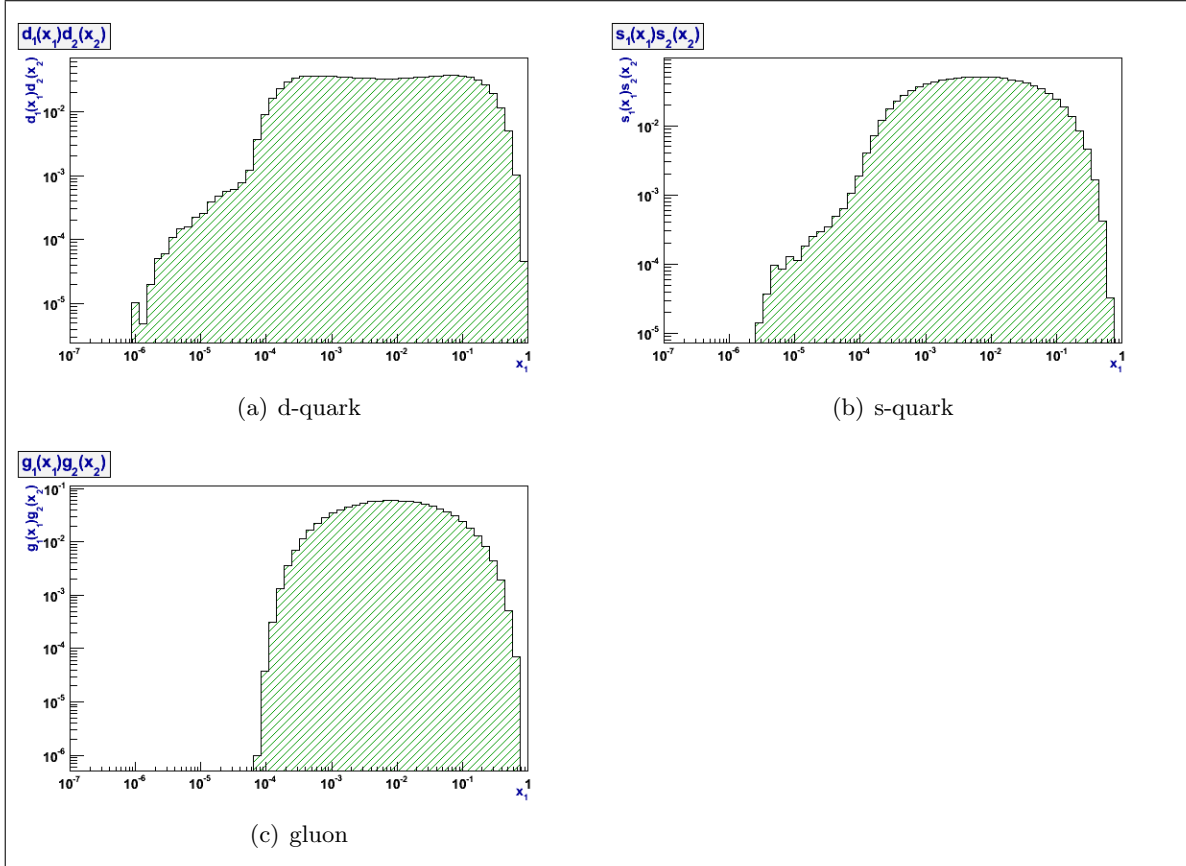 d₁(x₁)d₂(x₂)
d₁(x₁)d₂(x₂)
10⁻²
10⁻³
10⁻⁴
10⁻⁵
10⁻⁷ 10⁻⁶ 10⁻⁵ 10⁻⁴ 10⁻³ 10⁻² 10⁻¹ 1
x₁
(a) d-quark
s₁(x₁)s₂(x₂)
s₁(x₁)s₂(x₂)
10⁻²
10⁻³
10⁻⁴
10⁻⁵
10⁻⁷ 10⁻⁶ 10⁻⁵ 10⁻⁴ 10⁻³ 10⁻² 10⁻¹ 1
x₁
(b) s-quark
g₁(x₁)g₂(x₂)
g₁(x₁)g₂(x₂)
10⁻¹
10⁻²
10⁻³
10⁻⁴
10⁻⁵
10⁻⁶
10⁻⁷ 10⁻⁶ 10⁻⁵ 10⁻⁴ 10⁻³ 10⁻² 10⁻¹ 1
x₁
(c) gluon